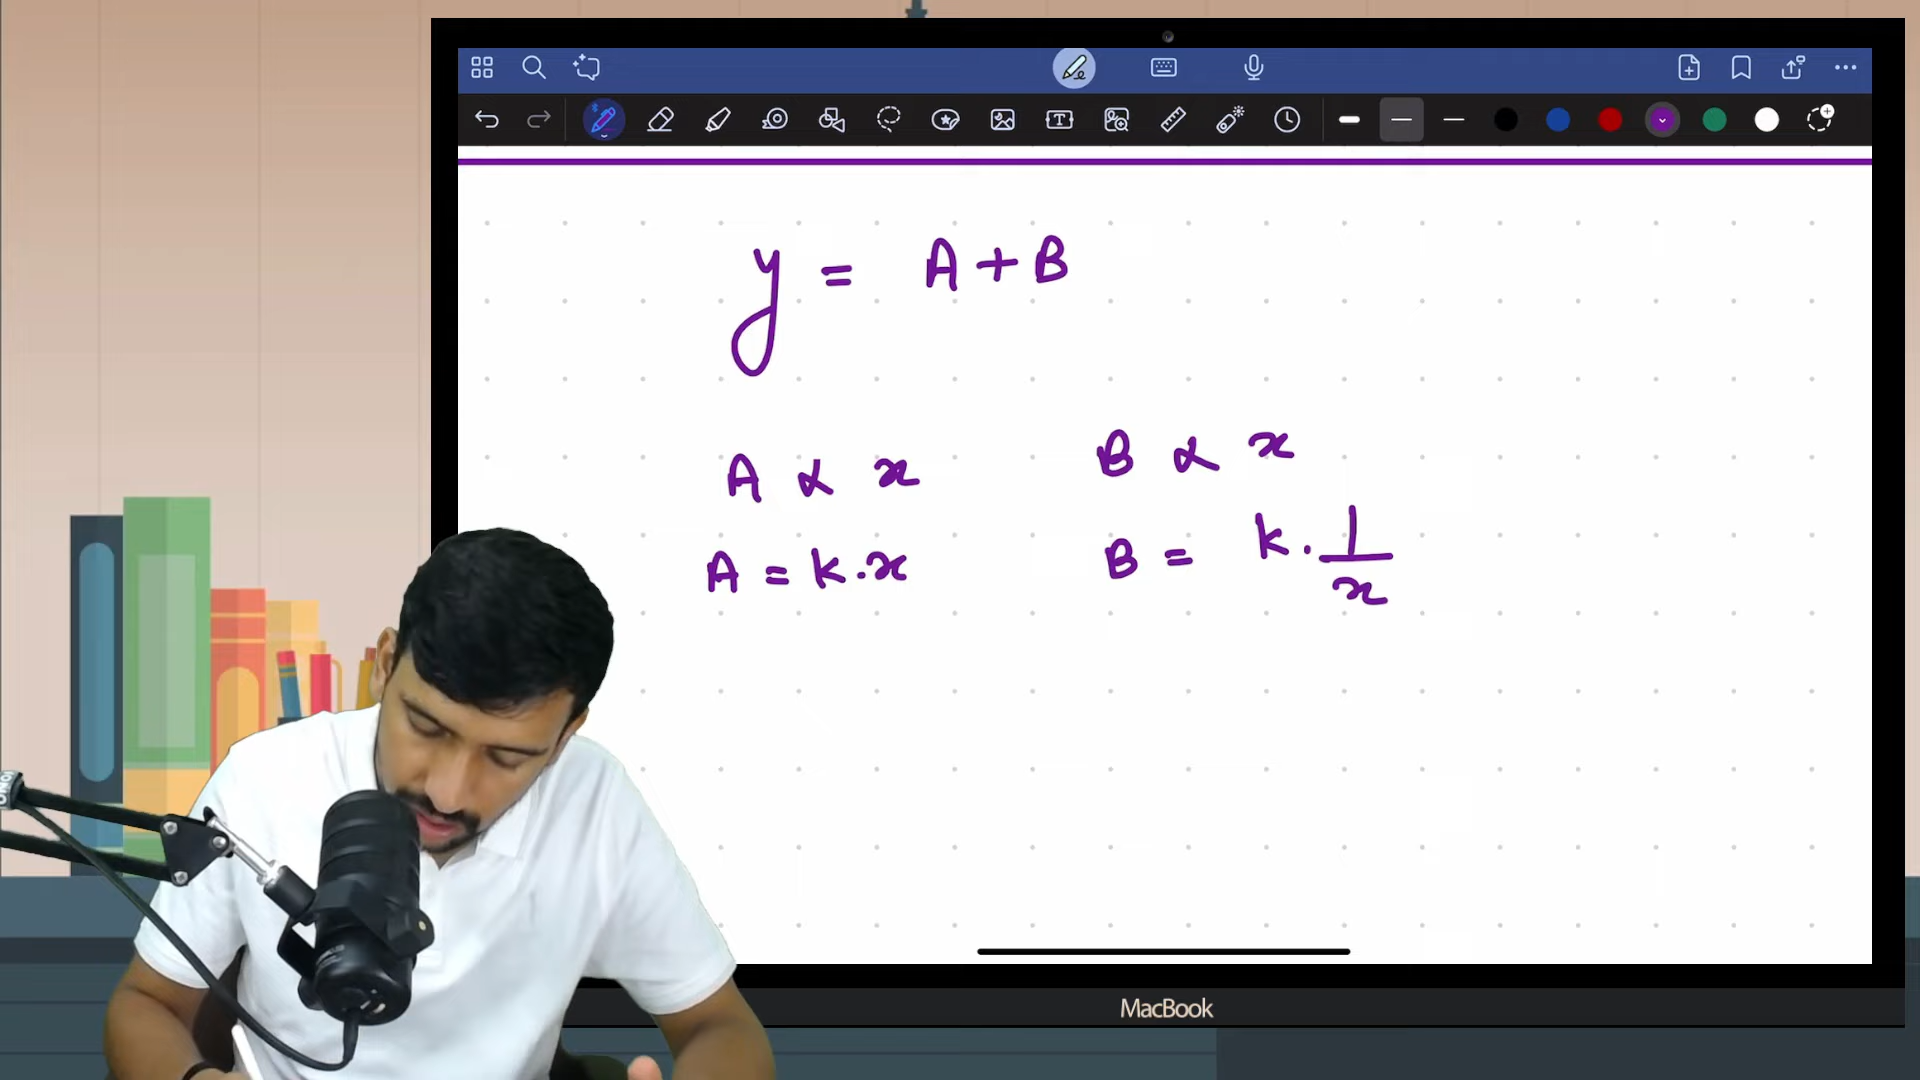 y = A + B
A ∝ x
B ∝ x
A = k . x
B = k . 1/x
MacBook